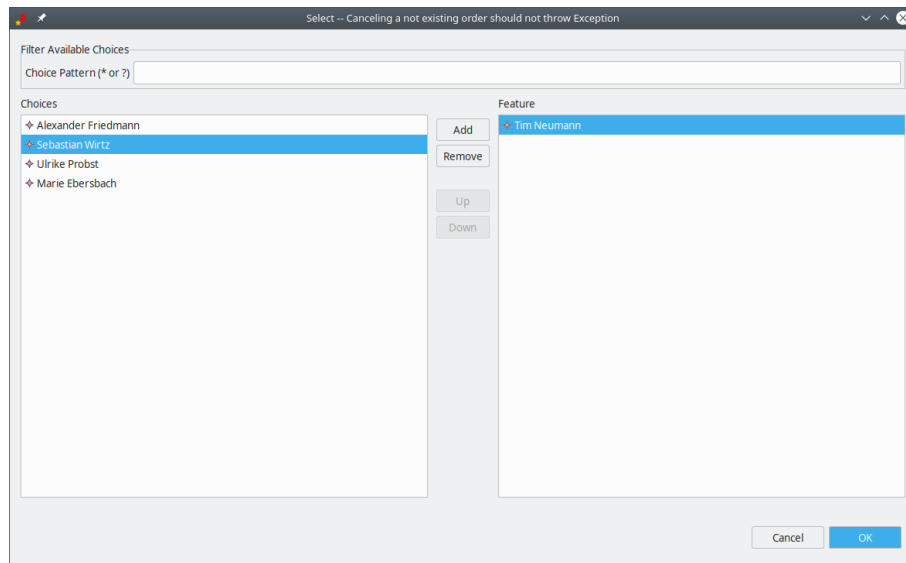 Select -- Canceling a not existing order should not throw Exception
Filter Available Choices
Choice Pattern (* or ?)
Choices
Alexander Friedmann
Sebastian Wirtz
Ulrike Probst
Marie Ebersbach
Add
Remove
Up
Down
Feature
Tim Neumann
Cancel
OK